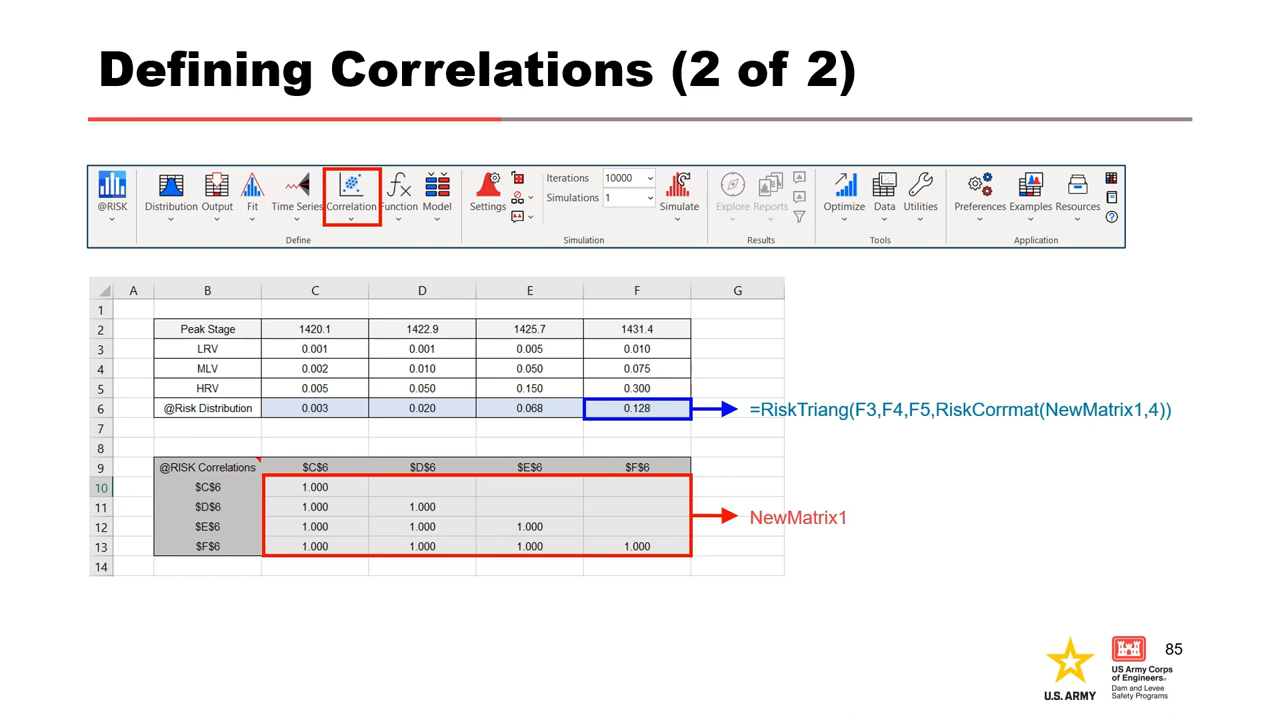 Defining Correlations (2 of 2)
@RISK Distribution Output Fit Time Series Correlation Function Model Settings Iterations 10000 Simulations 1 Simulate Explore Reports Optimize Data Utilities Preferences Examples Resources
Define Simulation Results Tools Application
A B C D E F G
1
2 Peak Stage 1420.1 1422.9 1425.7 1431.4
3 LRV 0.001 0.001 0.005 0.010
4 MLV 0.002 0.010 0.050 0.075
5 HRV 0.005 0.050 0.150 0.300
6 @Risk Distribution 0.003 0.020 0.068 0.128 =RiskTriang(F3,F4,F5,RiskCorrmat(NewMatrix1,4))
7
8
9 @RISK Correlations $C$6 $D$6 $E$6 $F$6
10 $C$6 1.000
11 $D$6 1.000 1.000
12 $E$6 1.000 1.000 1.000 NewMatrix1
13 $F$6 1.000 1.000 1.000 1.000
14
U.S. ARMY
US Army Corps
of Engineers®
Dam and Levee
Safety Programs
85